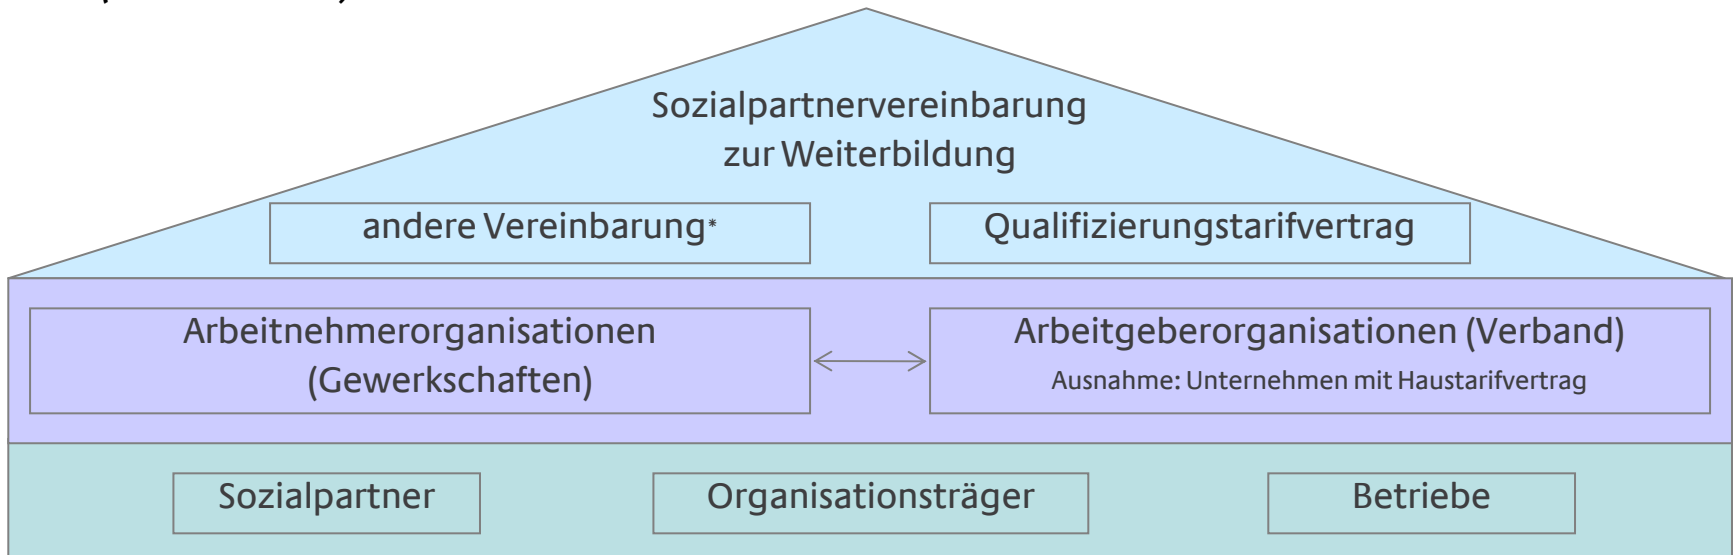 Sozialpartnervereinbarung
zur Weiterbildung
andere Vereinbarung*
Qualifizierungstarifvertrag
Arbeitnehmerorganisationen
(Gewerkschaften)
Arbeitgeberorganisationen (Verband)
Ausnahme: Unternehmen mit Haustarifvertrag
Sozialpartner
Organisationsträger
Betriebe